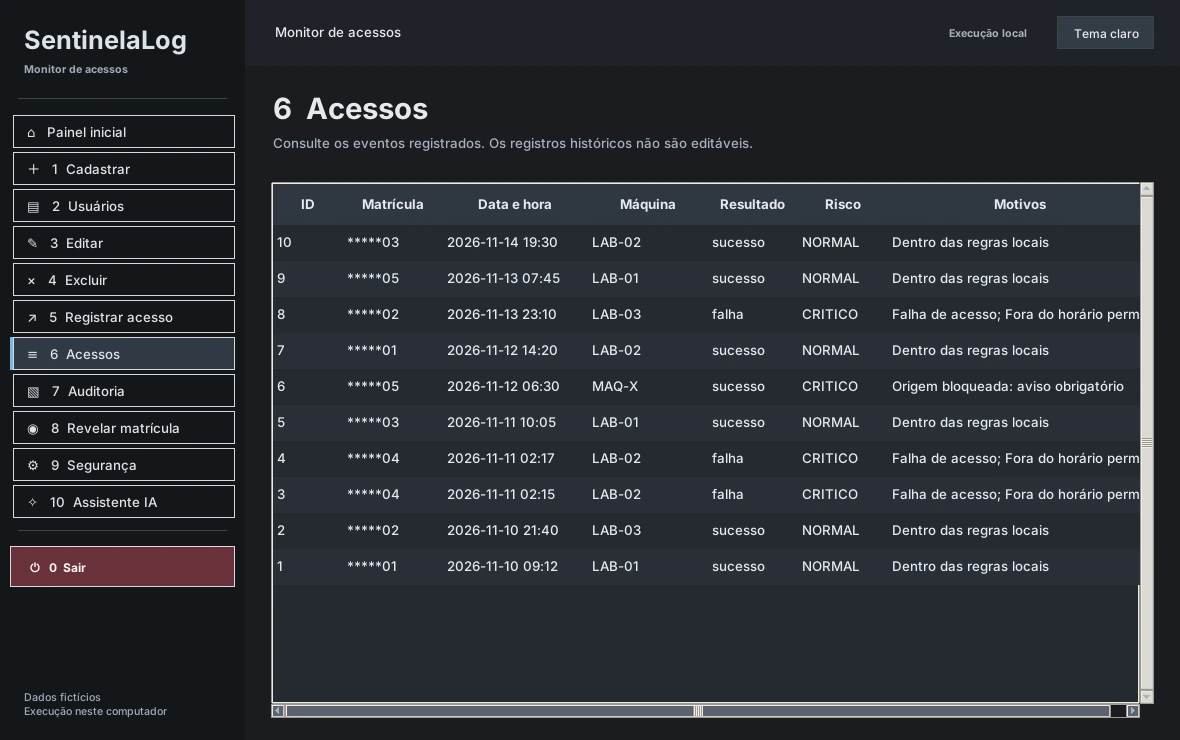 SentinelaLog
Monitor de acessos
⌂ Painel inicial
+ 1 Cadastrar
▤ 2 Usuários
✎ 3 Editar
× 4 Excluir
↗ 5 Registrar acesso
≡ 6 Acessos
▧ 7 Auditoria
◉ 8 Revelar matrícula
⚙ 9 Segurança
✧ 10 Assistente IA
⏻ 0 Sair
Dados fictícios
Execução neste computador
Monitor de acessos
Execução local
Tema claro
6 Acessos
Consulte os eventos registrados. Os registros históricos não são editáveis.
ID Matrícula Data e hora Máquina Resultado Risco Motivos
10 *****03 2026-11-14 19:30 LAB-02 sucesso NORMAL Dentro das regras locais
9 *****05 2026-11-13 07:45 LAB-01 sucesso NORMAL Dentro das regras locais
8 *****02 2026-11-13 23:10 LAB-03 falha CRITICO Falha de acesso; Fora do horário perm
7 *****01 2026-11-12 14:20 LAB-02 sucesso NORMAL Dentro das regras locais
6 *****05 2026-11-12 06:30 MAQ-X sucesso CRITICO Origem bloqueada: aviso obrigatório
5 *****03 2026-11-11 10:05 LAB-01 sucesso NORMAL Dentro das regras locais
4 *****04 2026-11-11 02:17 LAB-02 falha CRITICO Falha de acesso; Fora do horário perm
3 *****04 2026-11-11 02:15 LAB-02 falha CRITICO Falha de acesso; Fora do horário perm
2 *****02 2026-11-10 21:40 LAB-03 sucesso NORMAL Dentro das regras locais
1 *****01 2026-11-10 09:12 LAB-01 sucesso NORMAL Dentro das regras locais